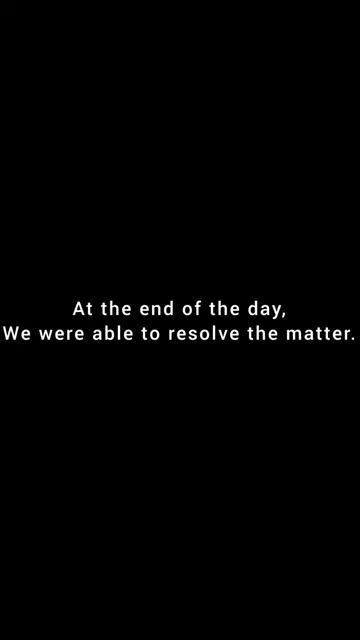 At the end of the day,
We were able to resolve the matter.